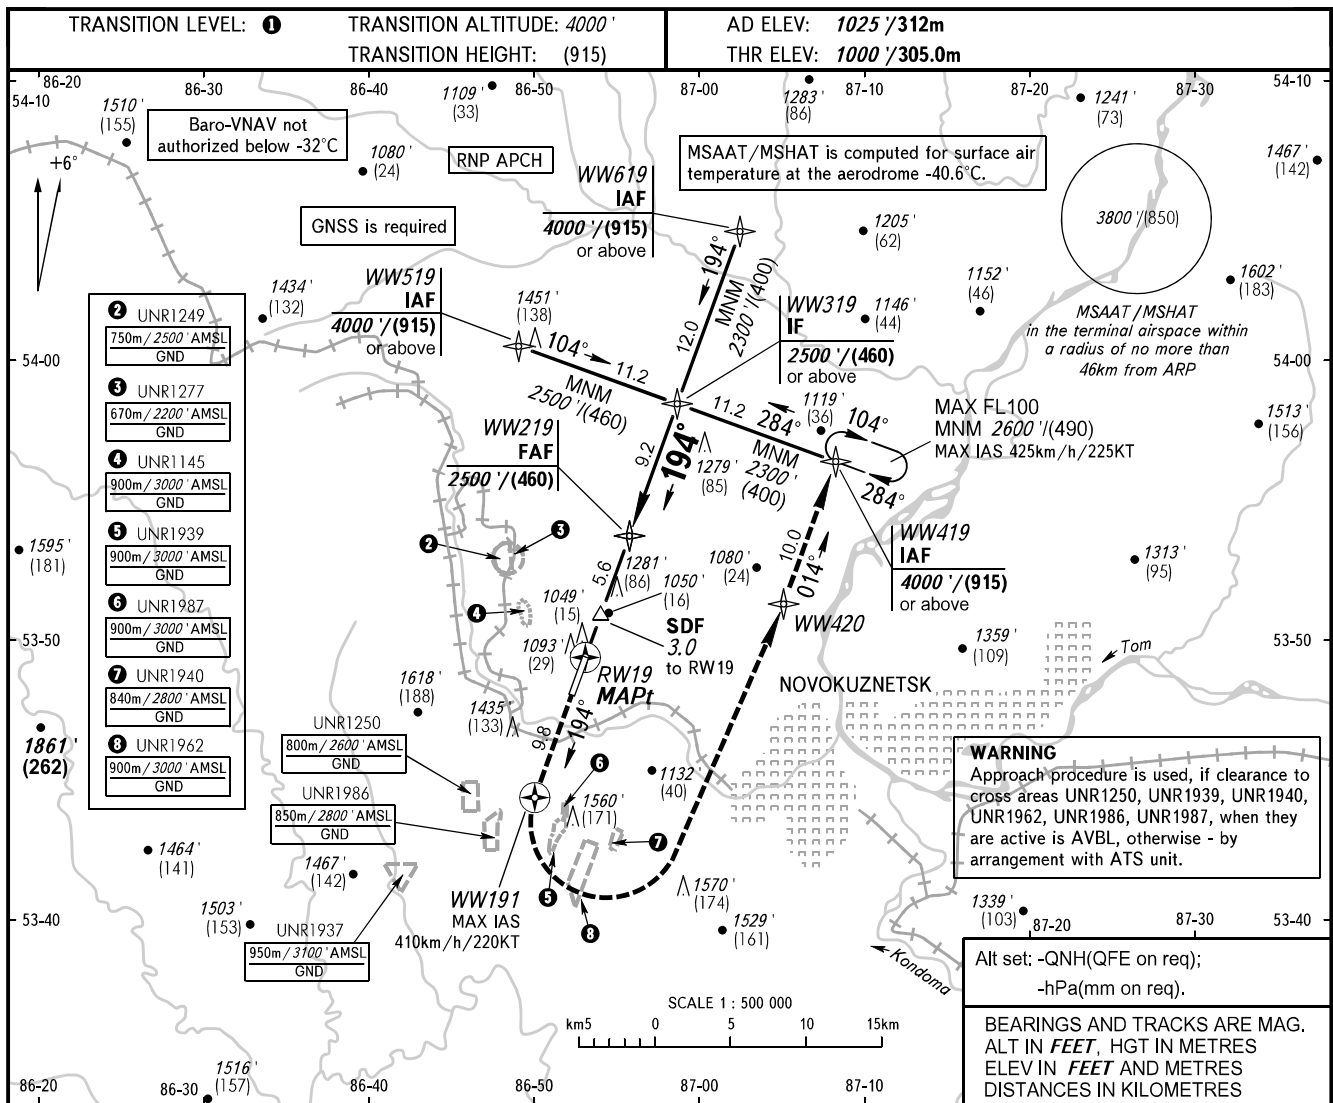 TRANSITION LEVEL: ❶
TRANSITION ALTITUDE: 4000 '
TRANSITION HEIGHT: (915)
AD ELEV: 1025 '/312m
THR ELEV: 1000 '/305.0m
86-20
86-30
86-40
86-50
87-00
87-10
87-20
87-30
54-10
54-10
1510 '
(155)
Baro-VNAV not
authorized below -32°C
1109 '
(33)
1283 '
(86)
1241 '
(73)
+6°
1080 '
(24)
RNP APCH
MSAAT/MSHAT is computed for surface air
temperature at the aerodrome -40.6°C.
1467 '
(142)
WW619
IAF
4000 '/(915)
or above
GNSS is required
1205 '
(62)
3800 '/(850)
MSAAT/MSHAT
in the terminal airspace within
a radius of no more than
46km from ARP
1152 '
(46)
1602 '
(183)
WW519
IAF
4000 '/(915)
or above
1434 '
(132)
1451 '
(138)
194°
12.0
MNM
2300 '/(400)
WW319
IF
2500 '/(460)
or above
1146 '
(44)
104°
11.2
MNM
2500 '/(460)
54-00
54-00
11.2
284°
MNM
2300 '
(400)
1119 '
(36)
104°
284°
MAX FL100
MNM 2600 '/(490)
MAX IAS 425km/h/225KT
1513 '
(156)
❷ UNR1249
750m/2500 ' AMSL
GND
❸ UNR1277
670m/2200 ' AMSL
GND
❹ UNR1145
900m/3000 ' AMSL
GND
❺ UNR1939
900m/3000 ' AMSL
GND
❻ UNR1987
900m/3000 ' AMSL
GND
❼ UNR1940
840m/2800 ' AMSL
GND
❽ UNR1962
900m/3000 ' AMSL
GND
WW219
FAF
2500 '/(460)
9.2
194°
1279 '
(85)
WW419
IAF
4000 '/(915)
or above
1595 '
(181)
❷
❸
❹
5.6
1281 '
(86)
1080 '
(24)
10.0
014°
1313 '
(95)
1050 '
(16)
1049 '
(15)
SDF
3.0
to RW19
WW420
1093 '
(29)
RW19
MAPt
53-50
53-50
1359 '
(109)
Tom
NOVOKUZNETSK
1618 '
(188)
1435 '
(133)
9.8
194°
1861 '
(262)
UNR1250
800m/2600 ' AMSL
GND
UNR1986
850m/2800 ' AMSL
GND
❻
1132 '
(40)
1560 '
(171)
❼
WARNING
Approach procedure is used, if clearance to
cross areas UNR1250, UNR1939, UNR1940,
UNR1962, UNR1986, UNR1987, when they
are active is AVBL, otherwise - by
arrangement with ATS unit.
1464 '
(141)
1467 '
(142)
WW191
MAX IAS
410km/h/220KT
❺
❽
1570 '
(174)
1529 '
(161)
1339 '
(103)
87-20
87-30
53-40
53-40
1503 '
(153)
UNR1937
950m/3100 ' AMSL
GND
Kondoma
Alt set: -QNH(QFE on req);
-hPa(mm on req).
SCALE 1 : 500 000
km5 0 5 10 15km
BEARINGS AND TRACKS ARE MAG.
ALT IN FEET, HGT IN METRES
ELEV IN FEET AND METRES
DISTANCES IN KILOMETRES
1516 '
(157)
86-20
86-30
86-40
86-50
87-00
87-10